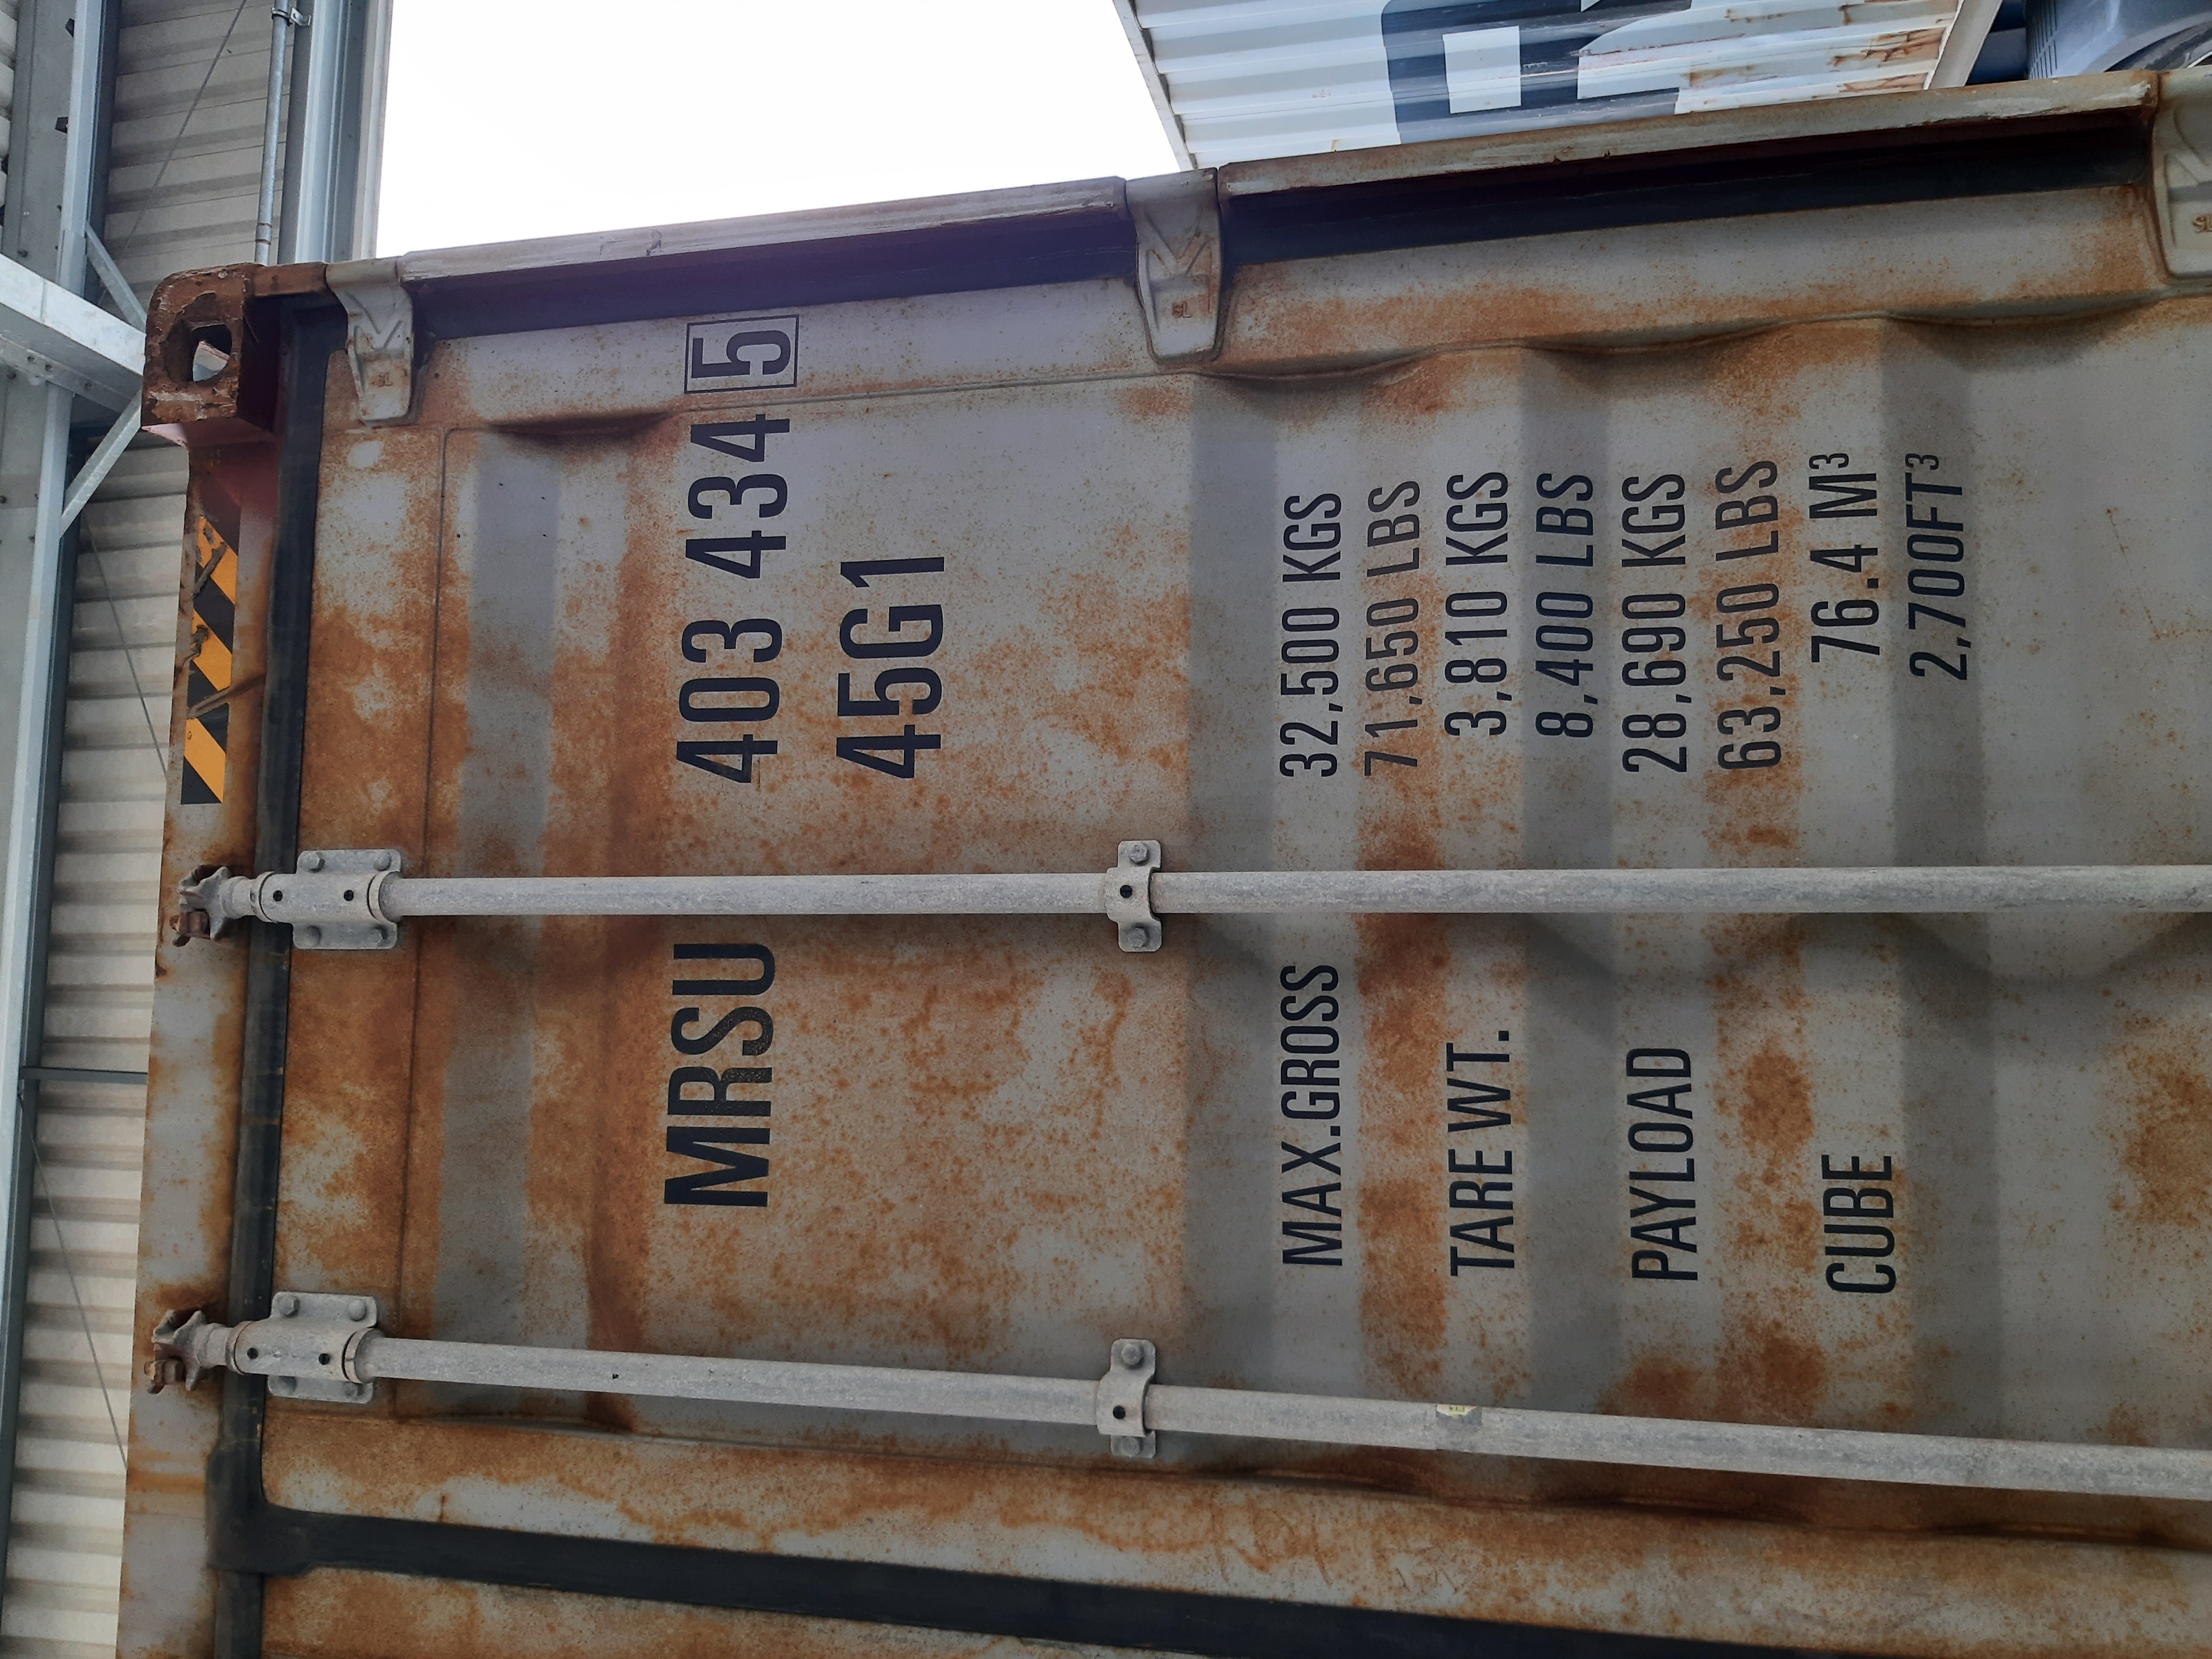 MRSU 403 434 5
45G1
MAX.GROSS 32,500 KGS
71,650 LBS
TARE WT. 3,810 KGS
8,400 LBS
PAYLOAD 28,690 KGS
63,250 LBS
CUBE 76.4 M³
2,700FT³